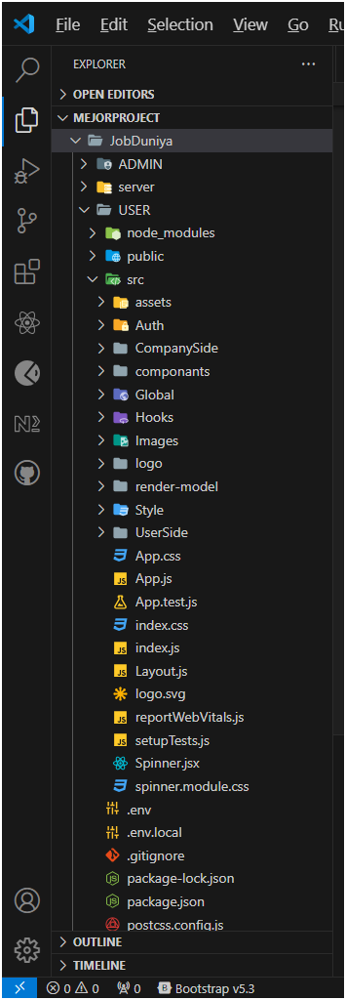 File Edit Selection View Go
EXPLORER ...
OPEN EDITORS
MEJORPROJECT
JobDuniya
ADMIN
server
USER
node_modules
public
src
assets
Auth
CompanySide
componants
Global
Hooks
Images
logo
render-model
Style
UserSide
App.css
App.js
App.test.js
index.css
index.js
Layout.js
logo.svg
reportWebVitals.js
setupTests.js
Spinner.jsx
spinner.module.css
.env
.env.local
.gitignore
package-lock.json
package.json
postcss.config.js
OUTLINE
TIMELINE
0 0 0 Bootstrap v5.3